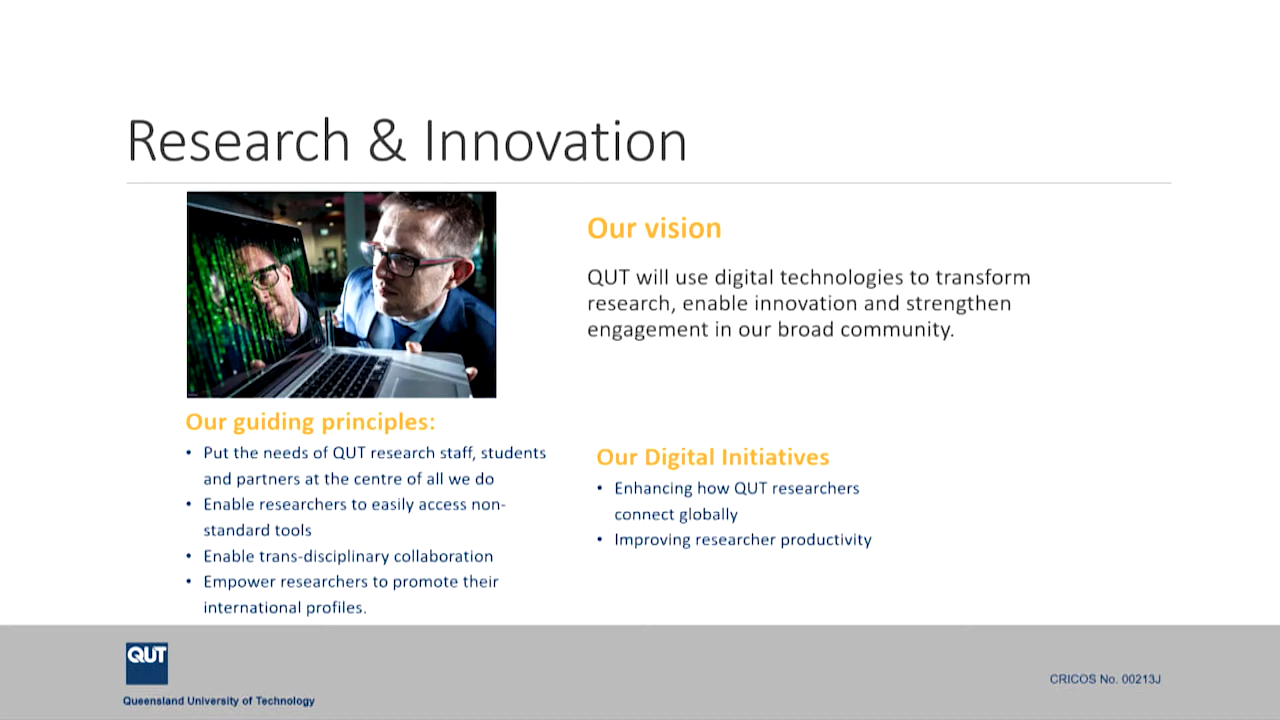 Research & Innovation
Our vision
QUT will use digital technologies to transform
research, enable innovation and strengthen
engagement in our broad community.
Our guiding principles:
• Put the needs of QUT research staff, students
and partners at the centre of all we do
• Enable researchers to easily access non-
standard tools
• Enable trans-disciplinary collaboration
• Empower researchers to promote their
international profiles.
Our Digital Initiatives
• Enhancing how QUT researchers
connect globally
• Improving researcher productivity
QUT
Queensland University of Technology
CRICOS No. 00213J